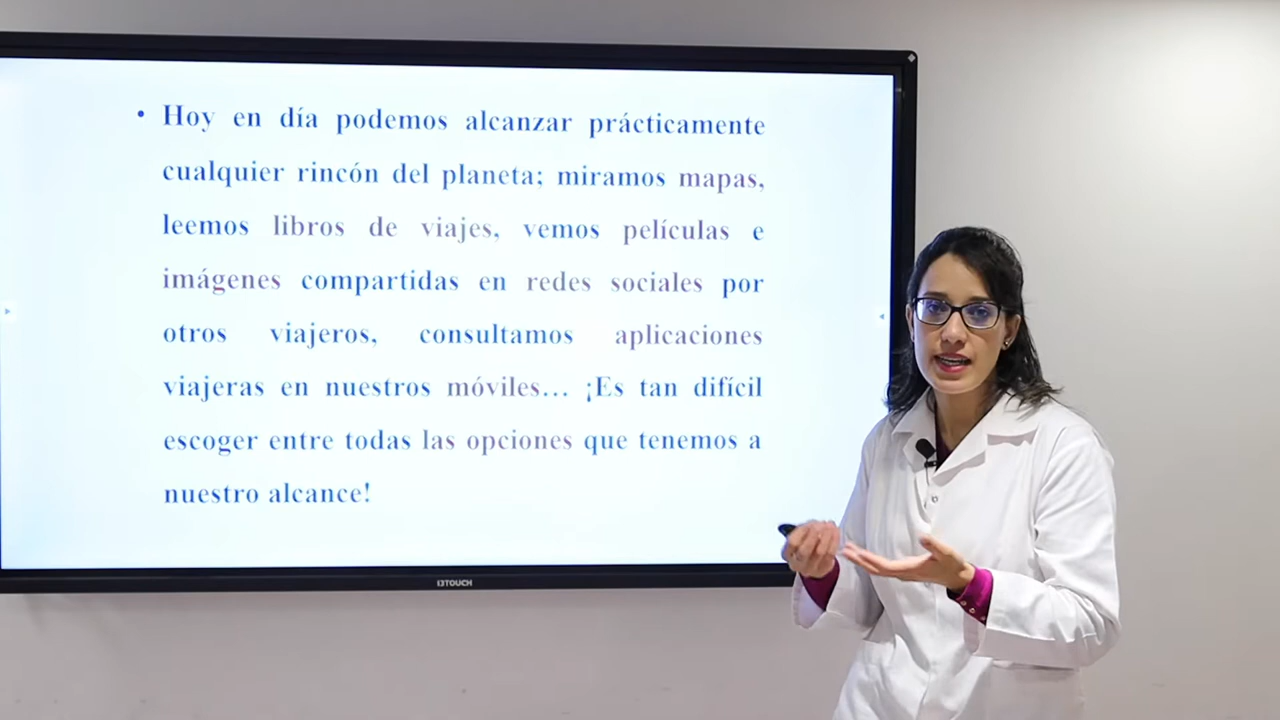 • Hoy en día podemos alcanzar prácticamente
cualquier rincón del planeta; miramos mapas,
leemos libros de viajes, vemos películas e
imágenes compartidas en redes sociales por
otros viajeros, consultamos aplicaciones
viajeras en nuestros móviles… ¡Es tan difícil
escoger entre todas las opciones que tenemos a
nuestro alcance!
I3TOUCH